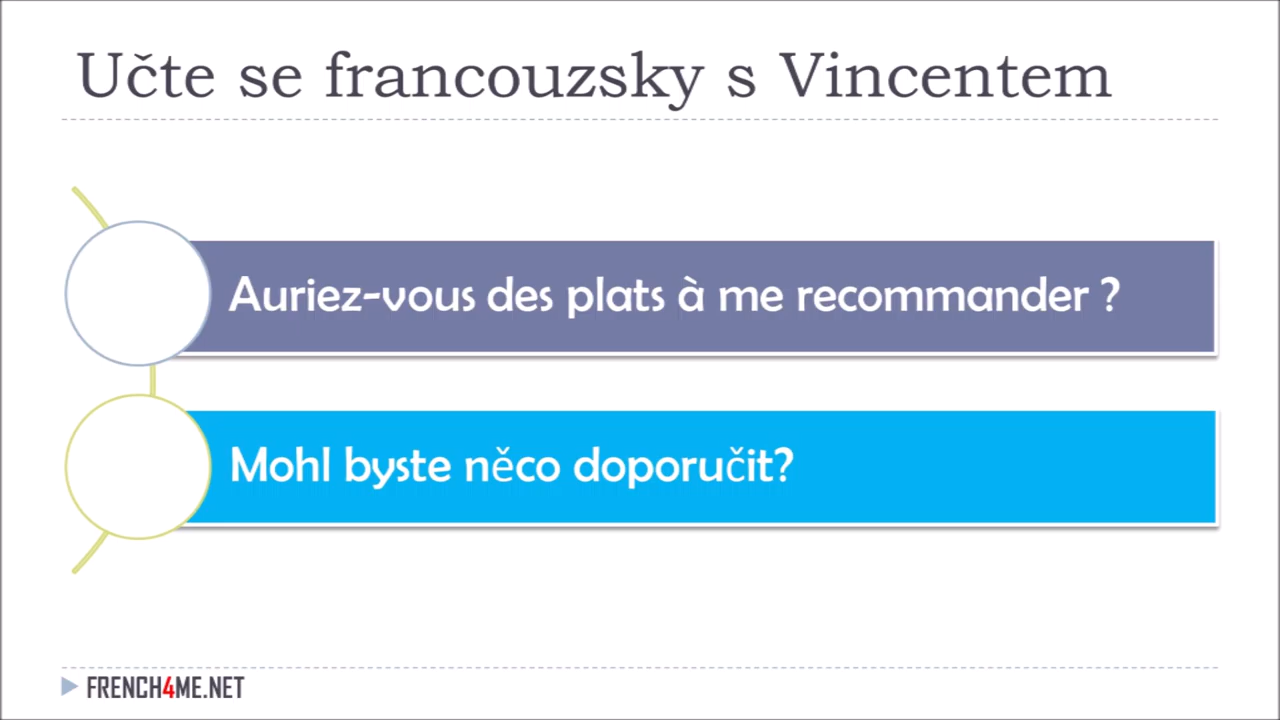 Učte se francouzsky s Vincentem
Auriez-vous des plats à me recommander ?
Mohl byste něco doporučit?
FRENCH4ME.NET